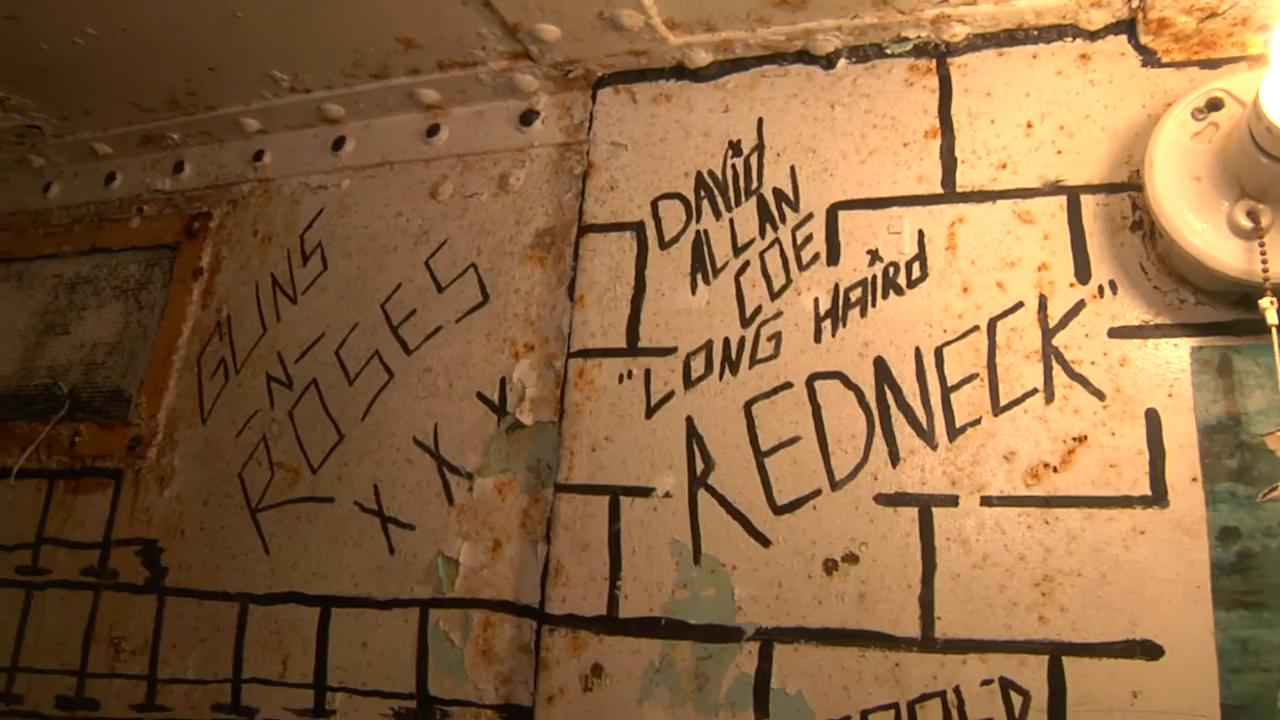 GUNS
-N-
ROSES
X X X
DAViD
ALLAN
COE
"LONG HAiRD
REDNECK"